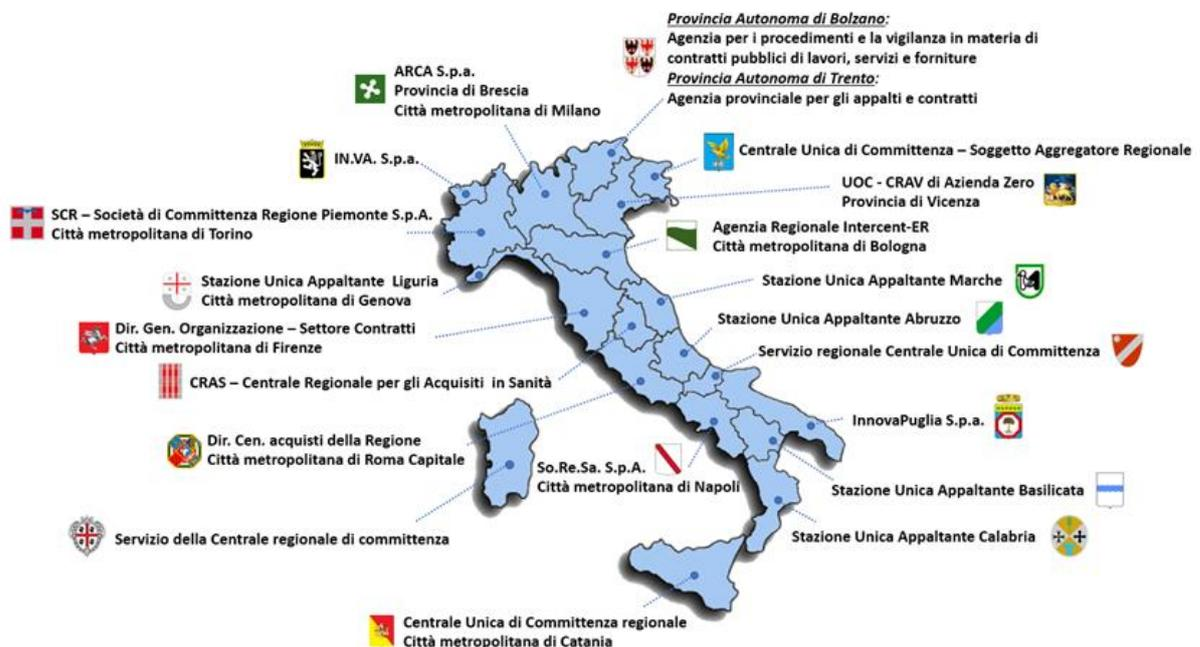 Provincia Autonoma di Bolzano:
Agenzia per i procedimenti e la vigilanza in materia di
contratti pubblici di lavori, servizi e forniture
Provincia Autonoma di Trento:
Agenzia provinciale per gli appalti e contratti
ARCA S.p.a.
Provincia di Brescia
Città metropolitana di Milano
IN.VA. S.p.a.
Centrale Unica di Committenza – Soggetto Aggregatore Regionale
UOC - CRAV di Azienda Zero
Provincia di Vicenza
SCR – Società di Committenza Regione Piemonte S.p.A.
Città metropolitana di Torino
Agenzia Regionale Intercent-ER
Città metropolitana di Bologna
Stazione Unica Appaltante Liguria
Città metropolitana di Genova
Stazione Unica Appaltante Marche
Dir. Gen. Organizzazione – Settore Contratti
Città metropolitana di Firenze
Stazione Unica Appaltante Abruzzo
Servizio regionale Centrale Unica di Committenza
CRAS – Centrale Regionale per gli Acquisiti in Sanità
InnovaPuglia S.p.a.
Dir. Cen. acquisti della Regione
Città metropolitana di Roma Capitale
So.Re.Sa. S.p.A.
Città metropolitana di Napoli
Stazione Unica Appaltante Basilicata
Servizio della Centrale regionale di committenza
Stazione Unica Appaltante Calabria
Centrale Unica di Committenza regionale
Città metropolitana di Catania